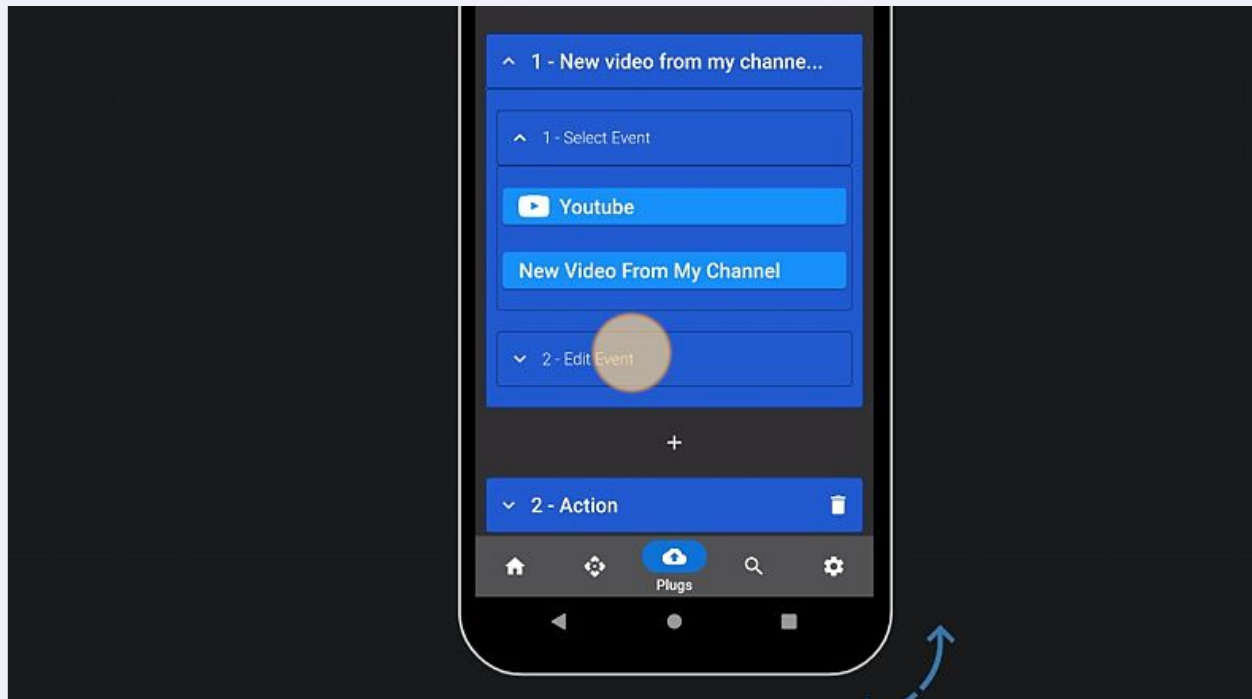 1 - New video from my channe...
1 - Select Event
Youtube
New Video From My Channel
2 - Edit Event
+
2 - Action
Plugs